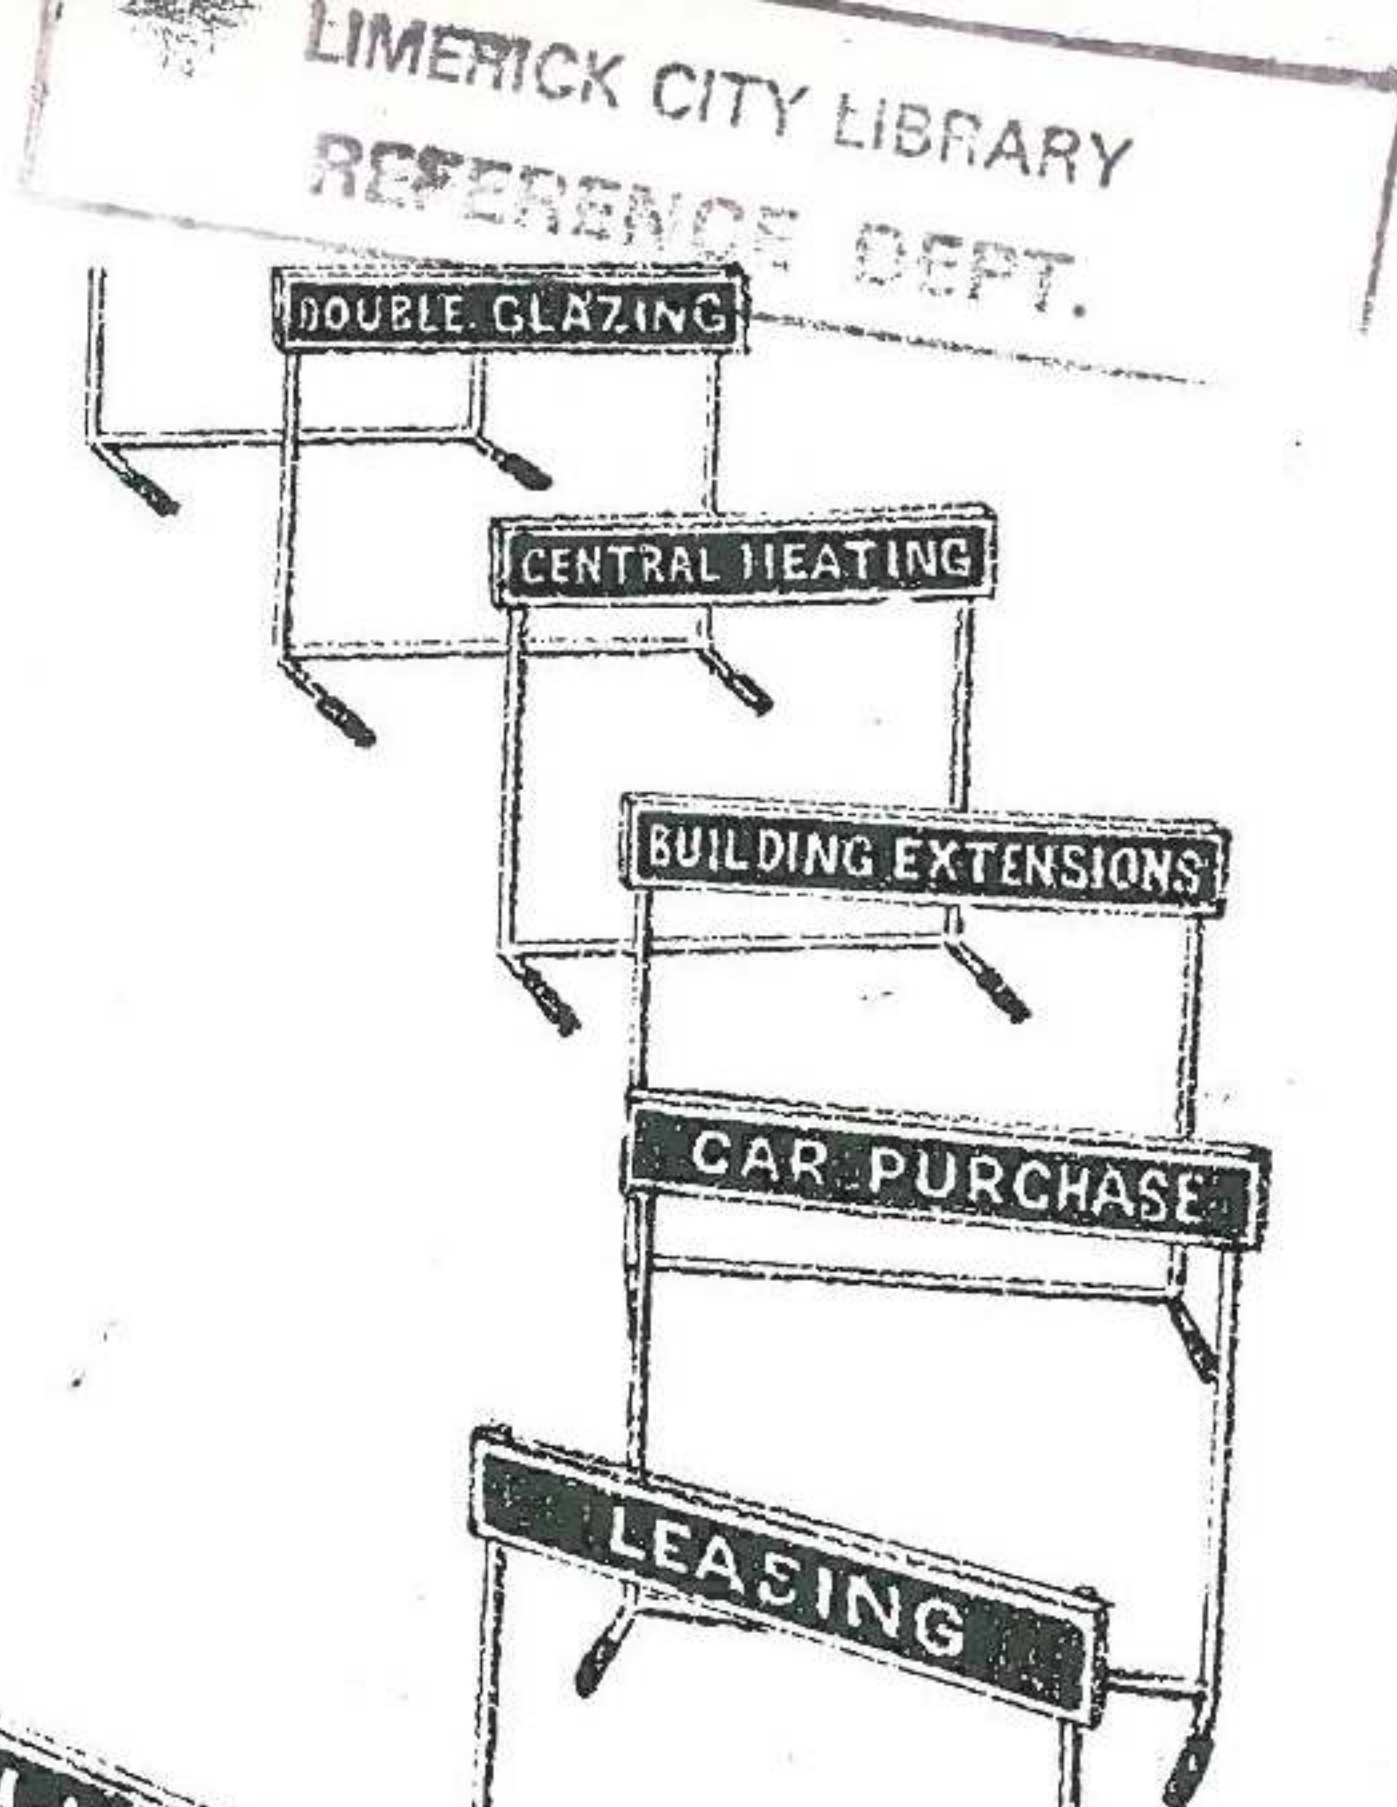 LIMERICK CITY LIBRARY
REFERENCE DEPT.
DOUBLE GLAZING
CENTRAL HEATING
BUILDING EXTENSIONS
CAR PURCHASE
LEASING